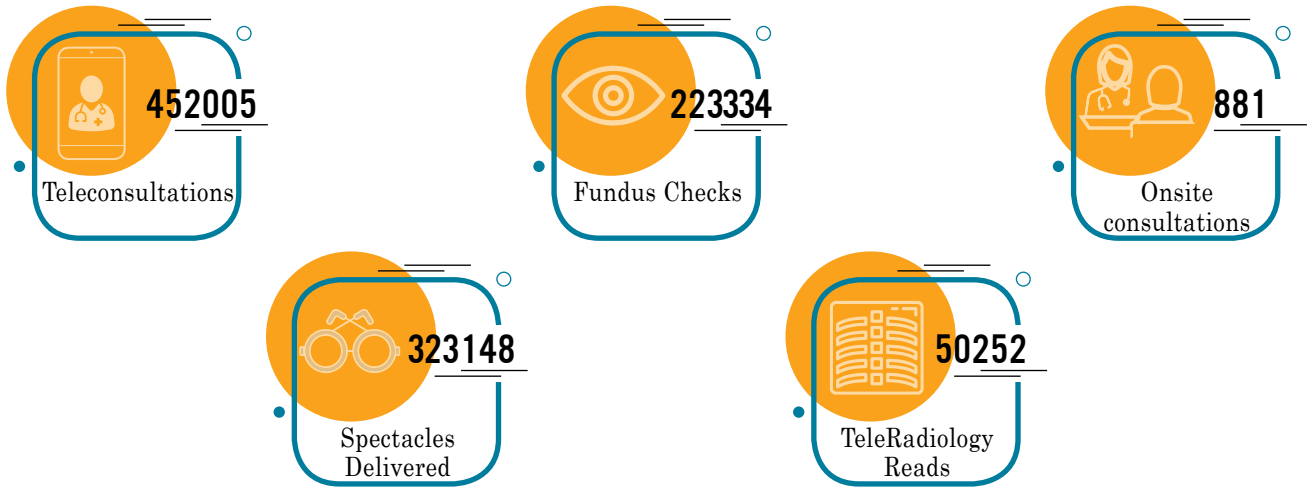 452005
Teleconsultations
223334
Fundus Checks
881
Onsite
consultations
323148
Spectacles
Delivered
50252
TeleRadiology
Reads